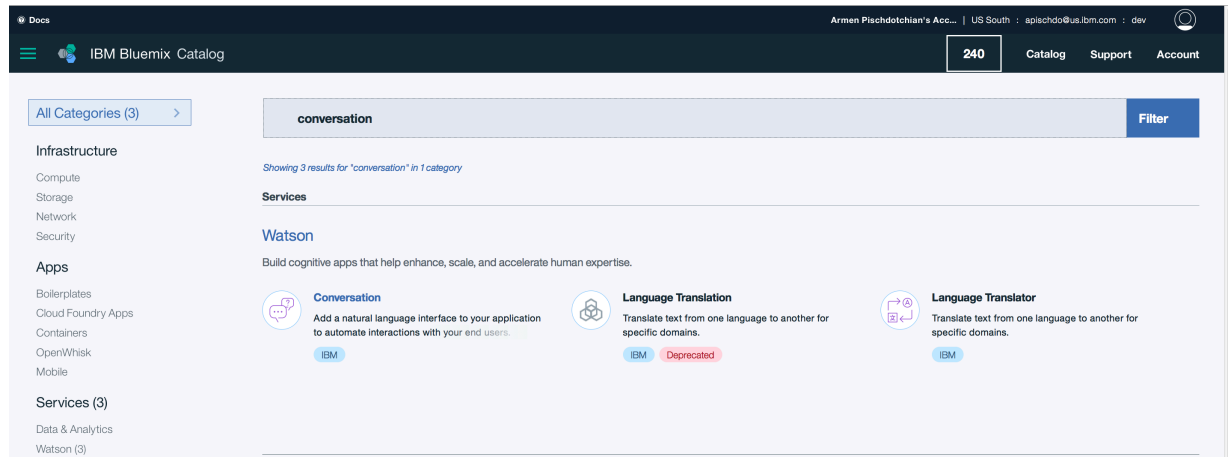 Docs
Armen Pischdotchian's Acc... | US South : apischdo@us.ibm.com : dev
IBM Bluemix Catalog
240
Catalog
Support
Account
All Categories (3)
Infrastructure
Compute
Storage
Network
Security
Apps
Boilerplates
Cloud Foundry Apps
Containers
OpenWhisk
Mobile
Services (3)
Data & Analytics
Watson (3)
conversation
Filter
Showing 3 results for "conversation" in 1 category
Services
Watson
Build cognitive apps that help enhance, scale, and accelerate human expertise.
Conversation
Add a natural language interface to your application
to automate interactions with your end users.
IBM
Language Translation
Translate text from one language to another for
specific domains.
IBM Deprecated
Language Translator
Translate text from one language to another for
specific domains.
IBM